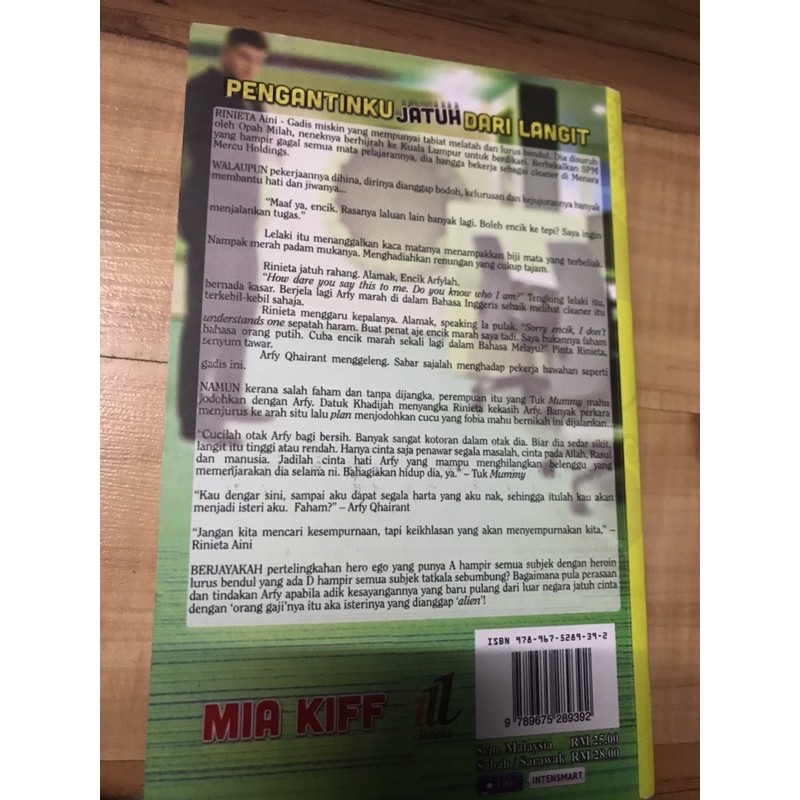 PENGANTINKU JATUH DARI LANGIT
RINIETA Aini - Gadis miskin yang mempunyai tabiat melatah dan lurus bendul. Dia disuruh
oleh Opah Milah, neneknya berhijrah ke Kuala Lumpur untuk berdikari. Berbekalkan SPM
yang hampir gagal semua mata pelajarannya, dia hangga bekerja sebagai cleaner di Menara
Mercu Holdings.
WALAUPUN pekerjaannya dihina, dirinya dianggap bodoh, kelurusan dan kejujurannya banyak
membantu hati dan jiwanya...
"Maaf ya, encik. Rasanya laluan lain banyak lagi. Boleh encik ke tepi? Saya ingin
menjalankan tugas."
Lelaki itu menanggalkan kaca matanya menampakkan biji mata yang terbeliak.
Nampak merah padam mukanya. Menghadiahkan renungan yang cukup tajam.
Rinieta jatuh rahang. Alamak, Encik Arfylah.
"How dare you say this to me. Do you know who I am?" Tengking lelaki itu,
bernada kasar. Berjela lagi Arfy marah di dalam Bahasa Inggeris sebaik melihat cleaner itu
terkebil-kebil sahaja.
Rinieta menggaru kepalanya. Alamak, speaking la pulak. "Sorry encik, I don't
understands one sepatah haram. Buat penat aje encik marah saya tadi. Saya bukannya faham
bahasa orang putih. Cuba encik marah sekali lagi dalam Bahasa Melayu?" Pinta Rinieta,
senyum tawar.
Arfy Qhairant menggeleng. Sabar sajalah menghadap pekerja bawahan seperti
gadis ini.
NAMUN kerana salah faham dan tanpa dijangka, perempuan itu yang Tuk Mummy mahu
jodohkan dengan Arfy. Datuk Khadijah menyangka Rinieta kekasih Arfy. Banyak perkara
menjurus ke arah situ lalu plan menjodohkan cucu yang fobia mahu bernikah ini dijalankan...
"Cucilah otak Arfy bagi bersih. Banyak sangat kotoran dalam otak dia. Biar dia sedar sikit,
langit itu tinggi atau rendah. Hanya cinta saja penawar segala masalah, cinta pada Allah, Rasul
dan manusia. Jadilah cinta hati Arfy yang mampu menghilangkan belenggu yang
memenjarakan dia selama ni. Bahagiakan hidup dia, ya." – Tuk Mummy
"Kau dengar sini, sampai aku dapat segala harta yang aku nak, sehingga itulah kau akan
menjadi isteri aku. Faham?" – Arfy Qhairant
"Jangan kita mencari kesempurnaan, tapi keikhlasan yang akan menyempurnakan kita," –
Rinieta Aini
BERJAYAKAH pertelingkahan hero ego yang punya A hampir semua subjek dengan heroin
lurus bendul yang ada D hampir semua subjek tatkala sebumbung? Bagaimana pula perasaan
dan tindakan Arfy apabila adik kesayangannya yang baru pulang dari luar negara jatuh cinta
dengan 'orang gaji'nya itu aka isterinya yang dianggap 'alien'!
ISBN 978-967-5289-39-2
9 789675 289392
MIA KIFF
intens
Sem. Malaysia RM 25.00
Sabah / Sarawak RM 28.00
INTENSMART